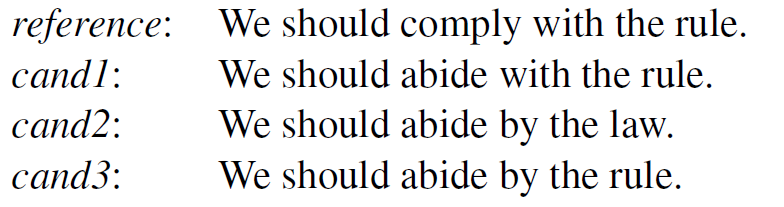 reference: We should comply with the rule.
cand1: We should abide with the rule.
cand2: We should abide by the law.
cand3: We should abide by the rule.